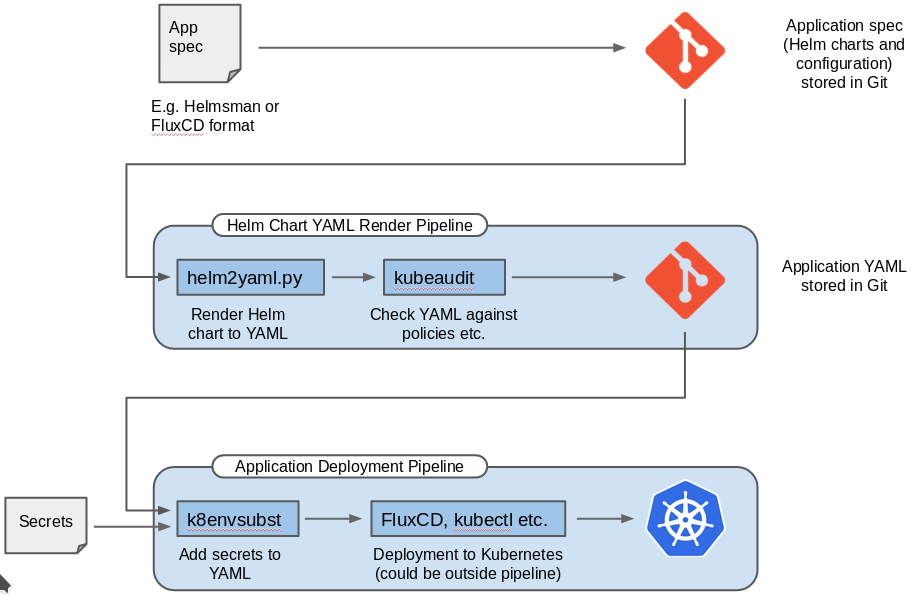 App
spec
Application spec
(Helm charts and
configuration)
stored in Git
E.g. Helmsman or
FluxCD format
Helm Chart YAML Render Pipeline
helm2yaml.py
kubeaudit
Application YAML
stored in Git
Render Helm
chart to YAML
Check YAML against
policies etc.
Application Deployment Pipeline
Secrets
k8envsubst
FluxCD, kubectl etc.
Add secrets to
YAML
Deployment to Kubernetes
(could be outside pipeline)